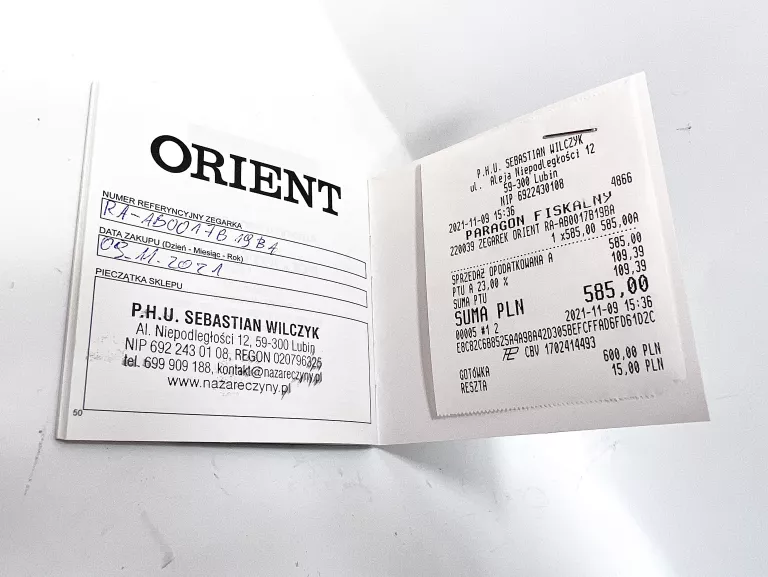 ORIENT
NUMER REFERYNCYJNY ZEGARKA
RA-AB0017B19BA
DATA ZAKUPU (Dzień - Miesiąc - Rok)
09.11.2021
PIECZĄTKA SKLEPU
P.H.U. SEBASTIAN WILCZYK
Al. Niepodległości 12, 59-300 Lubin
NIP 692 243 01 08, REGON 020796325
tel. 699 909 188, kontakt@nazareczyny.pl
www.nazareczyny.pl
50
P.H.U. SEBASTIAN WILCZYK
ul. Aleja Niepodległości 12
59-300 Lubin
NIP 6922430108
2021-11-09 15:36 4866
PARAGON FISKALNY
220039 ZEGAREK ORIENT RA-AB0017B19BA
1 x585,00 585,00A
SPRZEDAŻ OPODATKOWANA A 585,00
PTU A 23,00 % 109,39
SUMA PTU 109,39
SUMA PLN 585,00
00005 #1 2 2021-11-09 15:36
E8C82C6B8525A4A98A42D305BEFCFFAD6FD61D2C
CBV 1702414493
GOTÓWKA 600,00 PLN
RESZTA 15,00 PLN